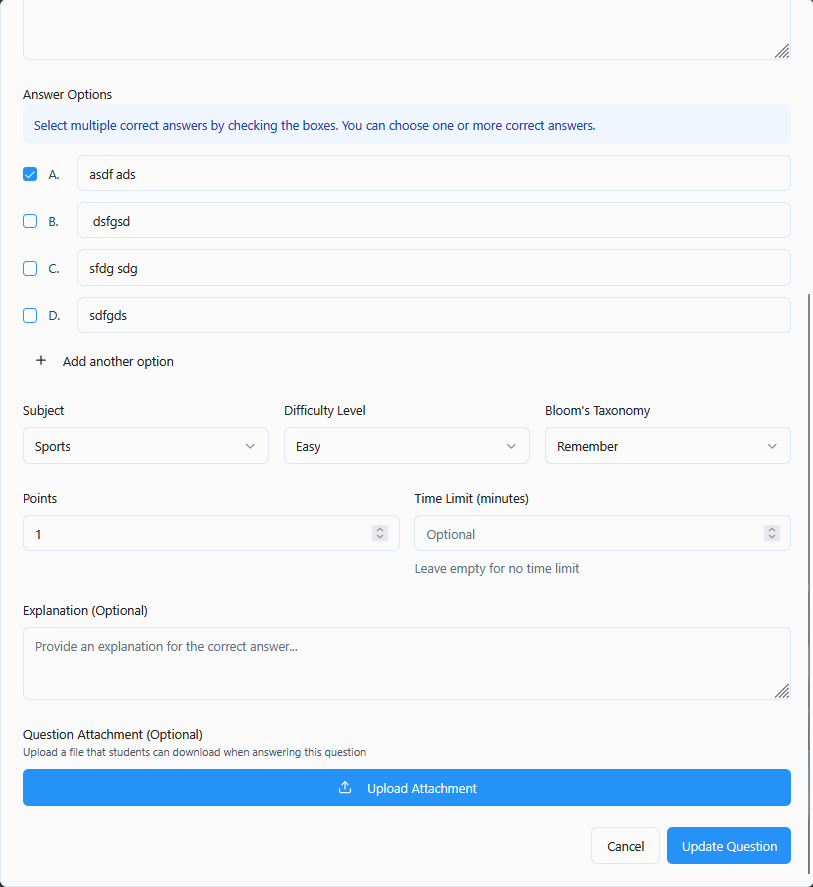 Answer Options
Select multiple correct answers by checking the boxes. You can choose one or more correct answers.
A. asdf ads
B. dsfgsd
C. sfdg sdg
D. sdfgds
+ Add another option
Subject Difficulty Level Bloom's Taxonomy
Sports Easy Remember
Points Time Limit (minutes)
1 Optional
Leave empty for no time limit
Explanation (Optional)
Provide an explanation for the correct answer...
Question Attachment (Optional)
Upload a file that students can download when answering this question
Upload Attachment
Cancel Update Question